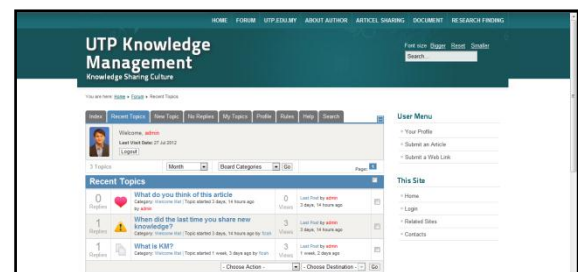 HOME FORUM UTP.EDU.MY ABOUT AUTHOR ARTICEL SHARING DOCUMENT RESEARCH FINDING
UTP Knowledge
Management
Knowledge Sharing Culture
Font size Bigger Reset Smaller
Search...
You are here: Home Forum Recent Topics
Index Recent Topics New Topic No Replies My Topics Profile Rules Help Search
Welcome, admin
Last Visit Date: 27 Jul 2012
Logout
3 Topics Month Board Categories Go Page: 1
Recent Topics
0 Replies
What do you think of this article
Category: Welcome Mat | Topic started 3 days, 14 hours ago
by admin
0 Views
Last Post by admin
3 days, 14 hours ago
1 Replies
When did the last time you share new
knowledge?
Category: Welcome Mat | Topic started 3 days, 14 hours ago by
3 Views
Last Post by admin
3 days, 14 hours ago
1 Replies
What is KM?
Category: Welcome Mat | Topic started 1 week, 3 days ago by
3 Views
Last Post by admin
1 week, 2 days ago
- Choose Action - - Choose Destination - Go
User Menu
Your Profile
Submit an Article
Submit a Web Link
This Site
Home
Login
Related Sites
Contacts